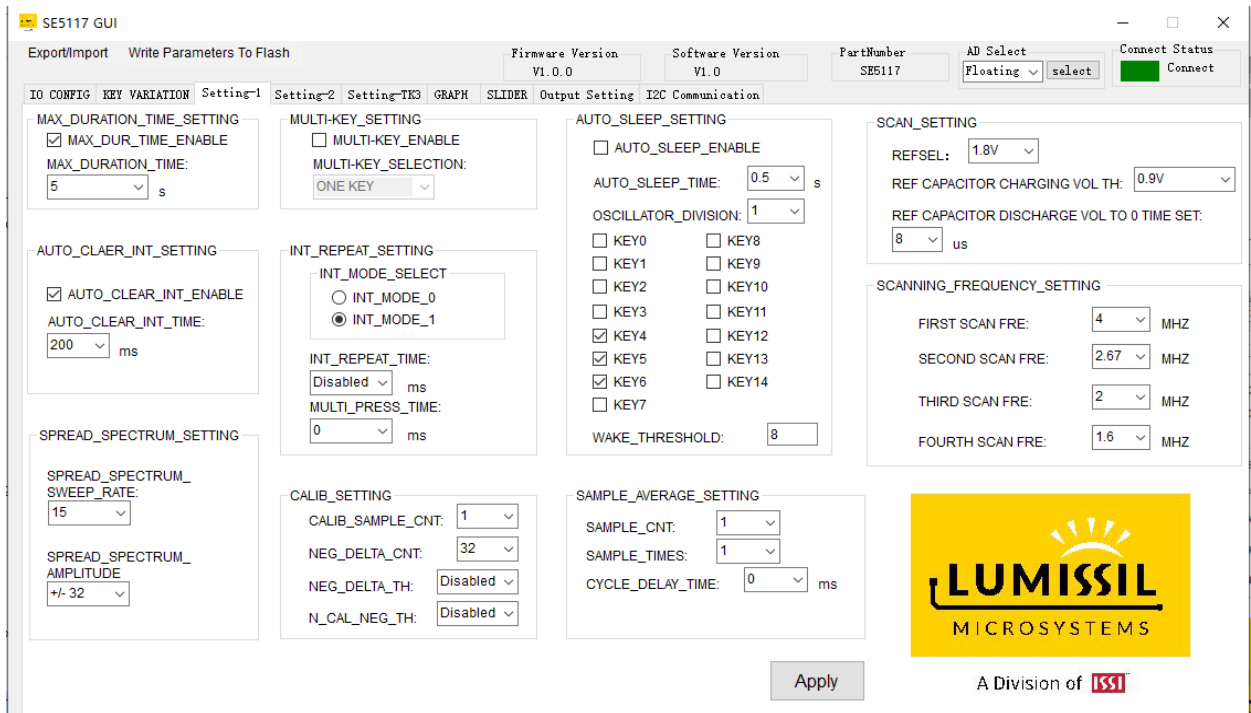 SE5117 GUI
Export/Import Write Parameters To Flash
Firmware Version
V1.0.0
Software Version
V1.0
PartNumber
SE5117
AD Select
Floating select
Connect Status
Connect
IO CONFIG KEY VARIATION Setting-1 Setting-2 Setting-TK3 GRAPH SLIDER Output Setting I2C Communication
MAX_DURATION_TIME_SETTING
MAX_DUR_TIME_ENABLE
MAX_DURATION_TIME:
5 s
AUTO_CLAER_INT_SETTING
AUTO_CLEAR_INT_ENABLE
AUTO_CLEAR_INT_TIME:
200 ms
SPREAD_SPECTRUM_SETTING
SPREAD_SPECTRUM_
SWEEP_RATE:
15
SPREAD_SPECTRUM_
AMPLITUDE
+/- 32
MULTI-KEY_SETTING
MULTI-KEY_ENABLE
MULTI-KEY_SELECTION:
ONE KEY
INT_REPEAT_SETTING
INT_MODE_SELECT
INT_MODE_0
INT_MODE_1
INT_REPEAT_TIME:
Disabled ms
MULTI_PRESS_TIME:
0 ms
CALIB_SETTING
CALIB_SAMPLE_CNT: 1
NEG_DELTA_CNT: 32
NEG_DELTA_TH: Disabled
N_CAL_NEG_TH: Disabled
AUTO_SLEEP_SETTING
AUTO_SLEEP_ENABLE
AUTO_SLEEP_TIME: 0.5 s
OSCILLATOR_DIVISION: 1
KEY0 KEY8
KEY1 KEY9
KEY2 KEY10
KEY3 KEY11
KEY4 KEY12
KEY5 KEY13
KEY6 KEY14
KEY7
WAKE_THRESHOLD: 8
SAMPLE_AVERAGE_SETTING
SAMPLE_CNT: 1
SAMPLE_TIMES: 1
CYCLE_DELAY_TIME: 0 ms
SCAN_SETTING
REFSEL: 1.8V
REF CAPACITOR CHARGING VOL TH: 0.9V
REF CAPACITOR DISCHARGE VOL TO 0 TIME SET:
8 us
SCANNING_FREQUENCY_SETTING
FIRST SCAN FRE: 4 MHZ
SECOND SCAN FRE: 2.67 MHZ
THIRD SCAN FRE: 2 MHZ
FOURTH SCAN FRE: 1.6 MHZ
LUMISSIL
MICROSYSTEMS
A Division of ISSI
Apply